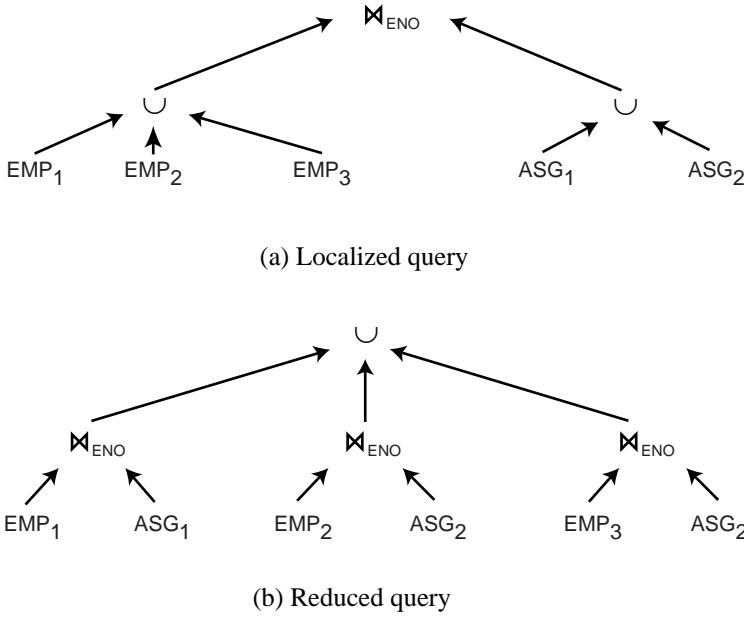 ⋈ENO
∪ ∪
EMP1 EMP2 EMP3 ASG1 ASG2
(a) Localized query
∪
⋈ENO ⋈ENO ⋈ENO
EMP1 ASG1 EMP2 ASG2 EMP3 ASG2
(b) Reduced query